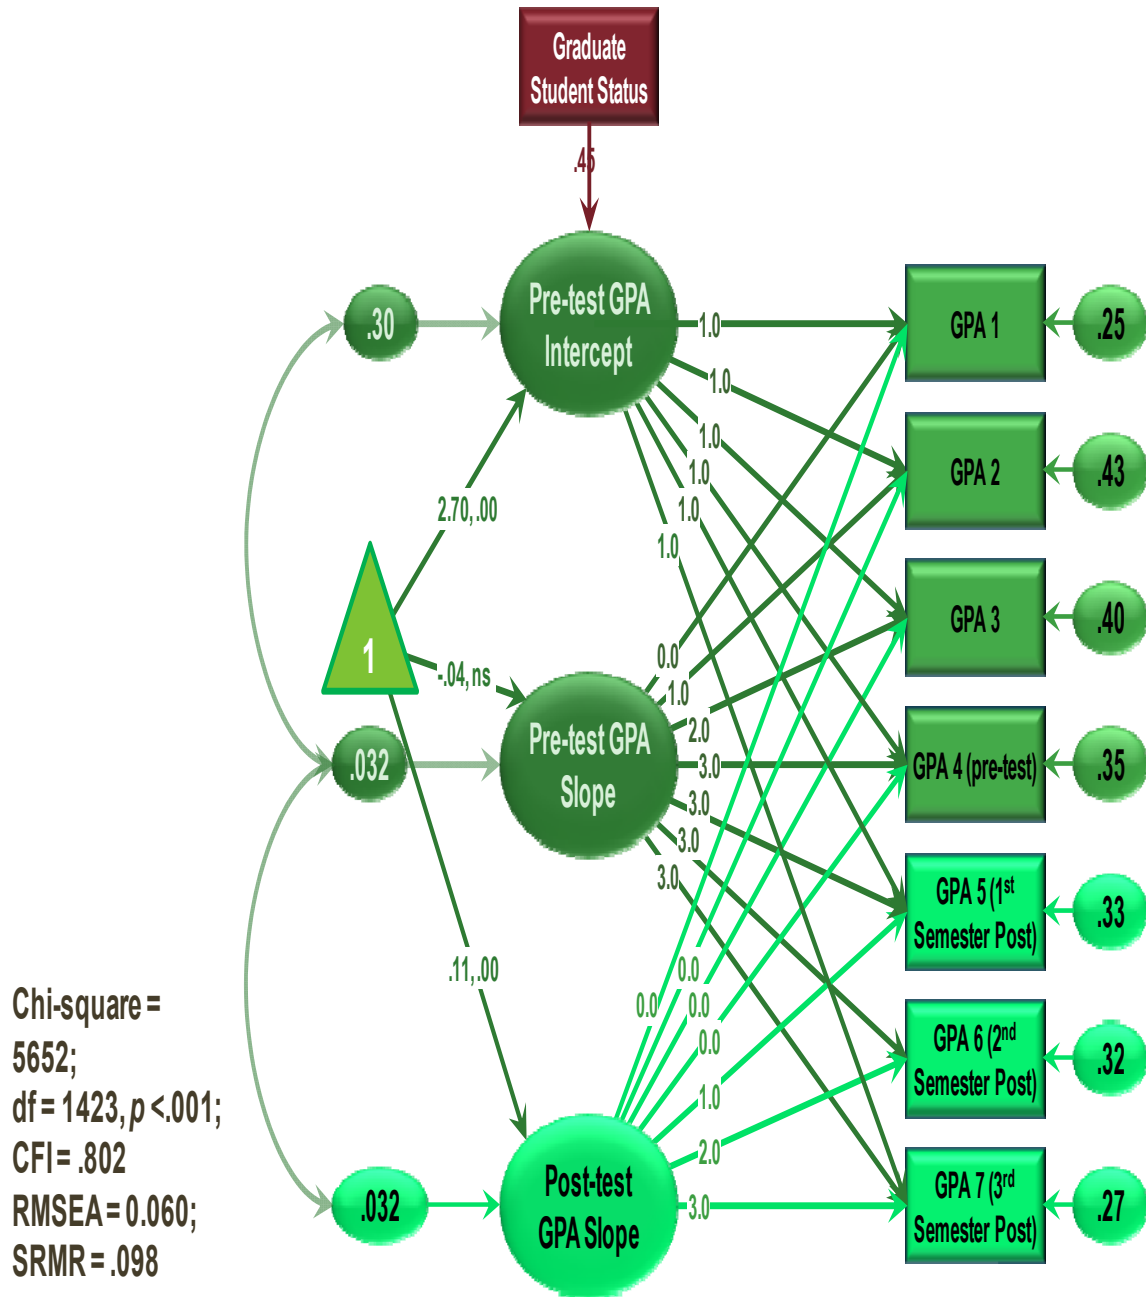 Graduate
Student Status
.45
Pre-test GPA
Intercept
.30
1.0
1.0
1.0
1.0
1.0
1.0
GPA 1
.25
GPA 2
.43
2.70, .00
GPA 3
.40
1
-.04, ns
0.0
1.0
2.0
3.0
3.0
3.0
3.0
.032
Pre-test GPA
Slope
GPA 4 (pre-test)
.35
GPA 5 (1st
Semester Post)
.33
.11, .00
0.0
0.0
0.0
0.0
1.0
2.0
3.0
GPA 6 (2nd
Semester Post)
.32
Chi-square =
5652;
df = 1423, p <.001;
CFI = .802
RMSEA = 0.060;
SRMR = .098
.032
Post-test
GPA Slope
GPA 7 (3rd
Semester Post)
.27